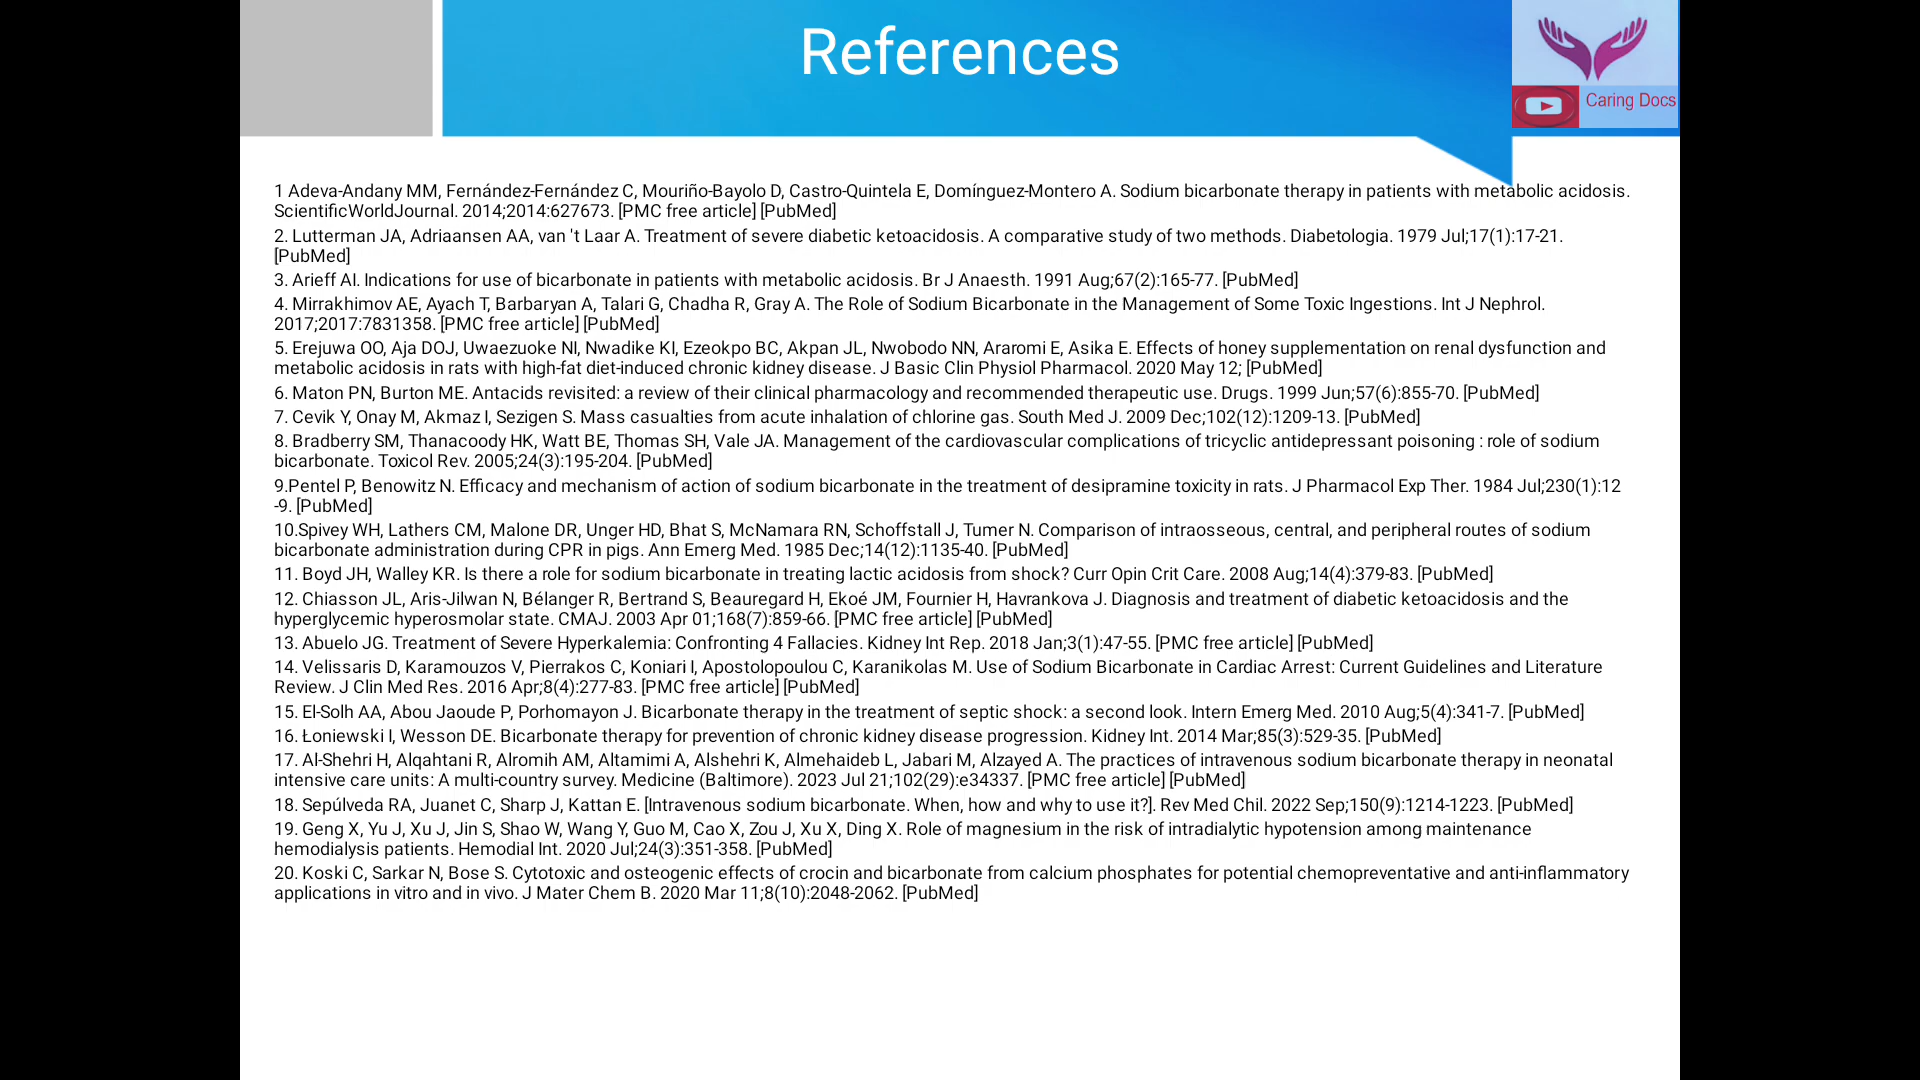 References
Caring Docs
1 Adeva-Andany MM, Fernández-Fernández C, Mouriño-Bayolo D, Castro-Quintela E, Domínguez-Montero A. Sodium bicarbonate therapy in patients with metabolic acidosis.
ScientificWorldJournal. 2014;2014:627673. [PMC free article] [PubMed]
2. Lutterman JA, Adriaansen AA, van 't Laar A. Treatment of severe diabetic ketoacidosis. A comparative study of two methods. Diabetologia. 1979 Jul;17(1):17-21.
[PubMed]
3. Arieff AI. Indications for use of bicarbonate in patients with metabolic acidosis. Br J Anaesth. 1991 Aug;67(2):165-77. [PubMed]
4. Mirrakhimov AE, Ayach T, Barbaryan A, Talari G, Chadha R, Gray A. The Role of Sodium Bicarbonate in the Management of Some Toxic Ingestions. Int J Nephrol.
2017;2017:7831358. [PMC free article] [PubMed]
5. Erejuwa OO, Aja DOJ, Uwaezuoke NI, Nwadike KI, Ezeokpo BC, Akpan JL, Nwobodo NN, Araromi E, Asika E. Effects of honey supplementation on renal dysfunction and
metabolic acidosis in rats with high-fat diet-induced chronic kidney disease. J Basic Clin Physiol Pharmacol. 2020 May 12; [PubMed]
6. Maton PN, Burton ME. Antacids revisited: a review of their clinical pharmacology and recommended therapeutic use. Drugs. 1999 Jun;57(6):855-70. [PubMed]
7. Cevik Y, Onay M, Akmaz I, Sezigen S. Mass casualties from acute inhalation of chlorine gas. South Med J. 2009 Dec;102(12):1209-13. [PubMed]
8. Bradberry SM, Thanacoody HK, Watt BE, Thomas SH, Vale JA. Management of the cardiovascular complications of tricyclic antidepressant poisoning : role of sodium
bicarbonate. Toxicol Rev. 2005;24(3):195-204. [PubMed]
9.Pentel P, Benowitz N. Efficacy and mechanism of action of sodium bicarbonate in the treatment of desipramine toxicity in rats. J Pharmacol Exp Ther. 1984 Jul;230(1):12
-9. [PubMed]
10.Spivey WH, Lathers CM, Malone DR, Unger HD, Bhat S, McNamara RN, Schoffstall J, Tumer N. Comparison of intraosseous, central, and peripheral routes of sodium
bicarbonate administration during CPR in pigs. Ann Emerg Med. 1985 Dec;14(12):1135-40. [PubMed]
11. Boyd JH, Walley KR. Is there a role for sodium bicarbonate in treating lactic acidosis from shock? Curr Opin Crit Care. 2008 Aug;14(4):379-83. [PubMed]
12. Chiasson JL, Aris-Jilwan N, Bélanger R, Bertrand S, Beauregard H, Ekoé JM, Fournier H, Havrankova J. Diagnosis and treatment of diabetic ketoacidosis and the
hyperglycemic hyperosmolar state. CMAJ. 2003 Apr 01;168(7):859-66. [PMC free article] [PubMed]
13. Abuelo JG. Treatment of Severe Hyperkalemia: Confronting 4 Fallacies. Kidney Int Rep. 2018 Jan;3(1):47-55. [PMC free article] [PubMed]
14. Velissaris D, Karamouzos V, Pierrakos C, Koniari I, Apostolopoulou C, Karanikolas M. Use of Sodium Bicarbonate in Cardiac Arrest: Current Guidelines and Literature
Review. J Clin Med Res. 2016 Apr;8(4):277-83. [PMC free article] [PubMed]
15. El-Solh AA, Abou Jaoude P, Porhomayon J. Bicarbonate therapy in the treatment of septic shock: a second look. Intern Emerg Med. 2010 Aug;5(4):341-7. [PubMed]
16. Łoniewski I, Wesson DE. Bicarbonate therapy for prevention of chronic kidney disease progression. Kidney Int. 2014 Mar;85(3):529-35. [PubMed]
17. Al-Shehri H, Alqahtani R, Alromih AM, Altamimi A, Alshehri K, Almehaideb L, Jabari M, Alzayed A. The practices of intravenous sodium bicarbonate therapy in neonatal
intensive care units: A multi-country survey. Medicine (Baltimore). 2023 Jul 21;102(29):e34337. [PMC free article] [PubMed]
18. Sepúlveda RA, Juanet C, Sharp J, Kattan E. [Intravenous sodium bicarbonate. When, how and why to use it?]. Rev Med Chil. 2022 Sep;150(9):1214-1223. [PubMed]
19. Geng X, Yu J, Xu J, Jin S, Shao W, Wang Y, Guo M, Cao X, Zou J, Xu X, Ding X. Role of magnesium in the risk of intradialytic hypotension among maintenance
hemodialysis patients. Hemodial Int. 2020 Jul;24(3):351-358. [PubMed]
20. Koski C, Sarkar N, Bose S. Cytotoxic and osteogenic effects of crocin and bicarbonate from calcium phosphates for potential chemopreventative and anti-inflammatory
applications in vitro and in vivo. J Mater Chem B. 2020 Mar 11;8(10):2048-2062. [PubMed]